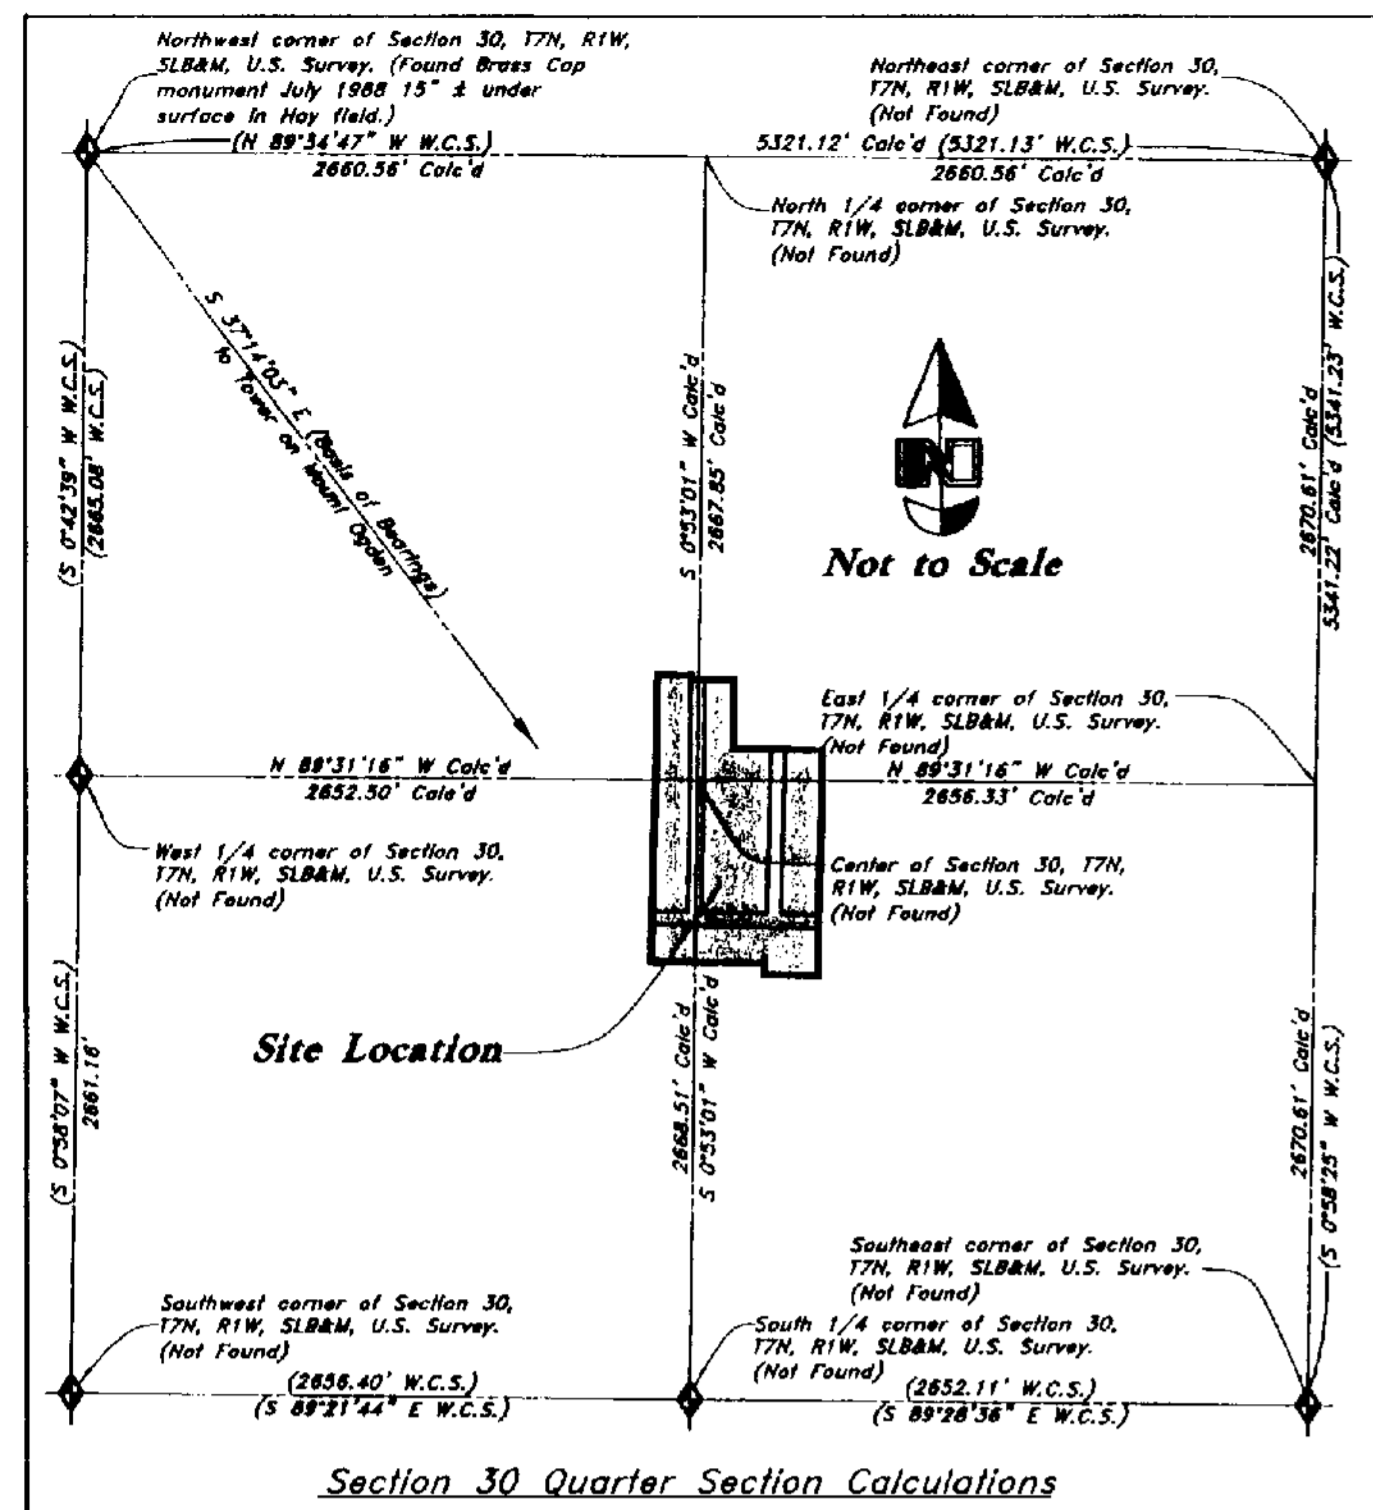 Northwest corner of Section 30, T7N, R1W,
SLB&M, U.S. Survey. (Found Brass Cap
monument July 1988 15" ± under
surface in Hay field.)
(N 89°34'47" W W.C.S.)
2660.56' Calc'd
Northeast corner of Section 30,
T7N, R1W, SLB&M, U.S. Survey.
(Not Found)
5321.12' Calc'd (5321.13' W.C.S.)
2660.56' Calc'd
North 1/4 corner of Section 30,
T7N, R1W, SLB&M, U.S. Survey.
(Not Found)
S 37°14'03" E (Basis of Bearings)
to Tower on Mount Ogden
(S 0°42'39" W W.C.S.)
(2665.08' W.C.S.)
S 0°53'01" W Calc'd
2667.85' Calc'd
N
Not to Scale
2670.61' Calc'd
5341.22' Calc'd (5341.23' W.C.S.)
East 1/4 corner of Section 30,
T7N, R1W, SLB&M, U.S. Survey.
(Not Found)
N 89°31'16" W Calc'd
2652.50' Calc'd
N 89°31'16" W Calc'd
2656.33' Calc'd
West 1/4 corner of Section 30,
T7N, R1W, SLB&M, U.S. Survey.
(Not Found)
Center of Section 30, T7N,
R1W, SLB&M, U.S. Survey.
(Not Found)
(S 0°58'07" W W.C.S.)
2661.16'
Site Location
2668.51' Calc'd
S 0°53'01" W Calc'd
2670.61' Calc'd
(S 0°58'25" W W.C.S.)
Southeast corner of Section 30,
T7N, R1W, SLB&M, U.S. Survey.
(Not Found)
Southwest corner of Section 30,
T7N, R1W, SLB&M, U.S. Survey.
(Not Found)
South 1/4 corner of Section 30,
T7N, R1W, SLB&M, U.S. Survey.
(Not Found)
(2656.40' W.C.S.)
(S 89°21'44" E W.C.S.)
(2652.11' W.C.S.)
(S 89°28'36" E W.C.S.)
Section 30 Quarter Section Calculations